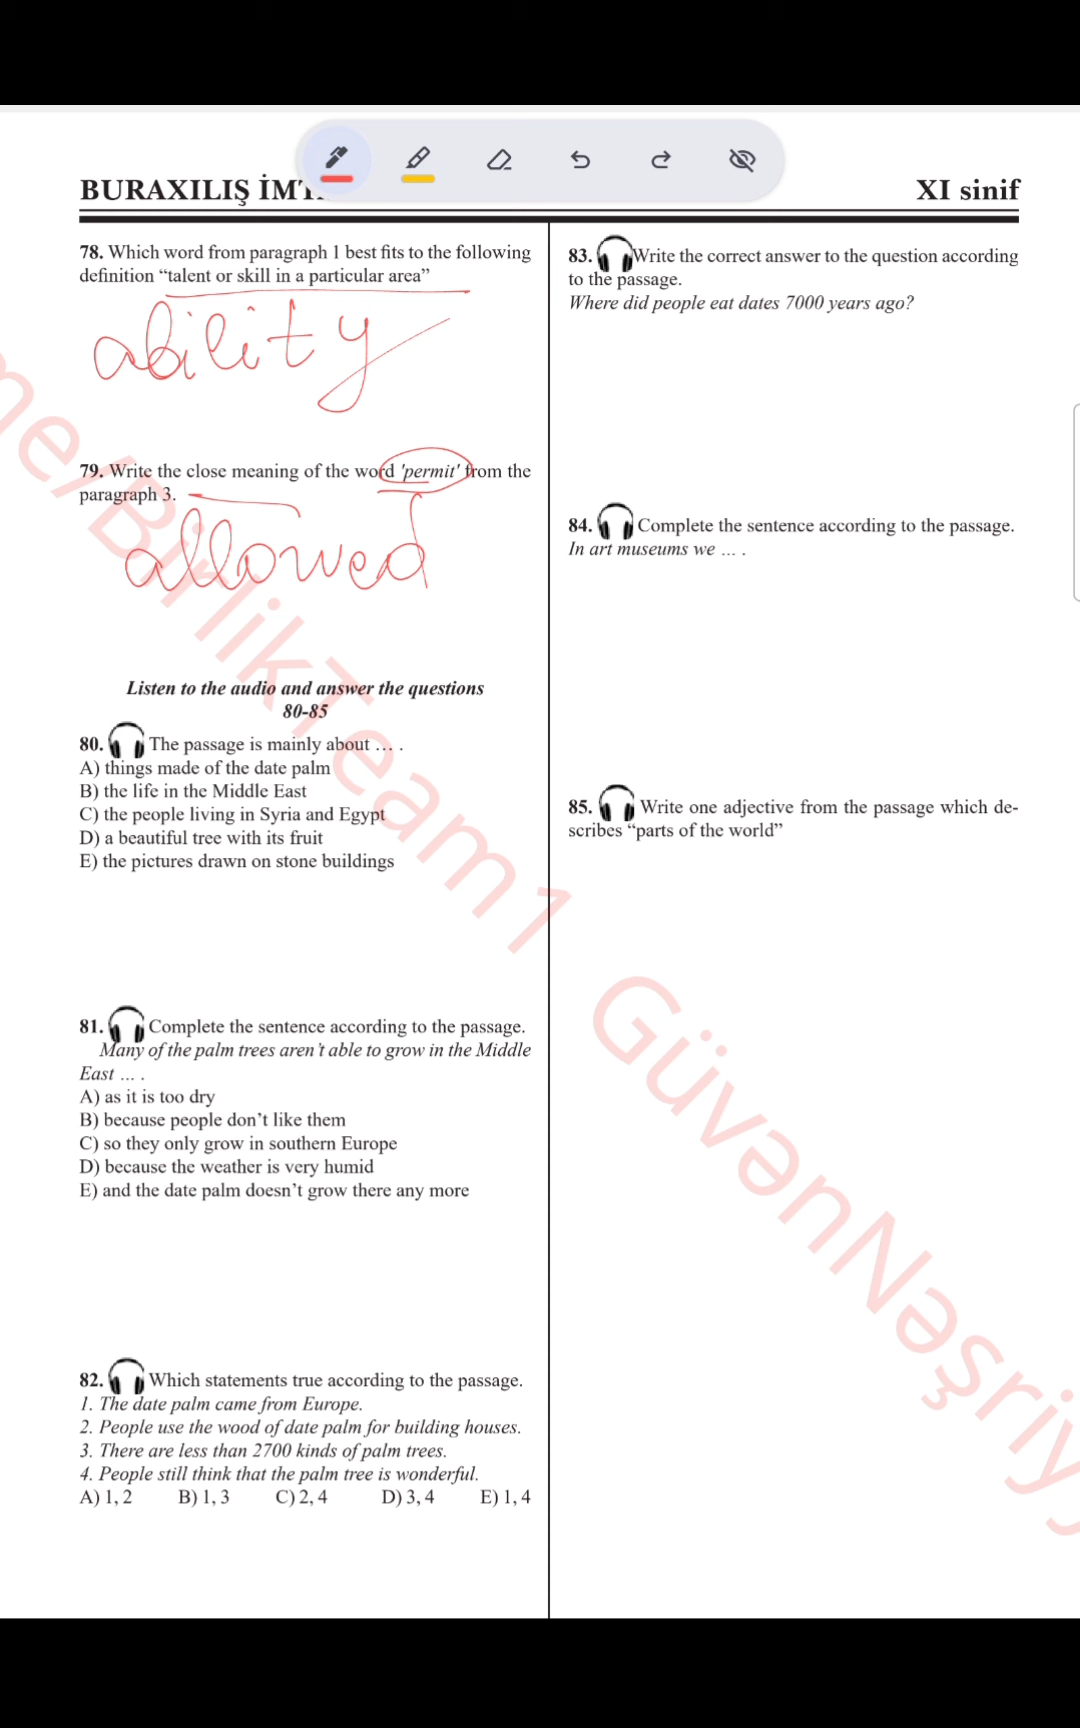 BURAXILIŞ İMT
XI sinif
78. Which word from paragraph 1 best fits to the following
definition “talent or skill in a particular area”
ability
79. Write the close meaning of the word 'permit' from the
paragraph 3.
allowed
Listen to the audio and answer the questions
80-85
80. The passage is mainly about … .
A) things made of the date palm
B) the life in the Middle East
C) the people living in Syria and Egypt
D) a beautiful tree with its fruit
E) the pictures drawn on stone buildings
81. Complete the sentence according to the passage.
Many of the palm trees aren’t able to grow in the Middle
East ... .
A) as it is too dry
B) because people don’t like them
C) so they only grow in southern Europe
D) because the weather is very humid
E) and the date palm doesn’t grow there any more
82. Which statements true according to the passage.
1. The date palm came from Europe.
2. People use the wood of date palm for building houses.
3. There are less than 2700 kinds of palm trees.
4. People still think that the palm tree is wonderful.
A) 1, 2 B) 1, 3 C) 2, 4 D) 3, 4 E) 1, 4
83. Write the correct answer to the question according
to the passage.
Where did people eat dates 7000 years ago?
84. Complete the sentence according to the passage.
In art museums we ... .
85. Write one adjective from the passage which de-
scribes “parts of the world”
me/BirlikTeam1 GüvənNəşriyy